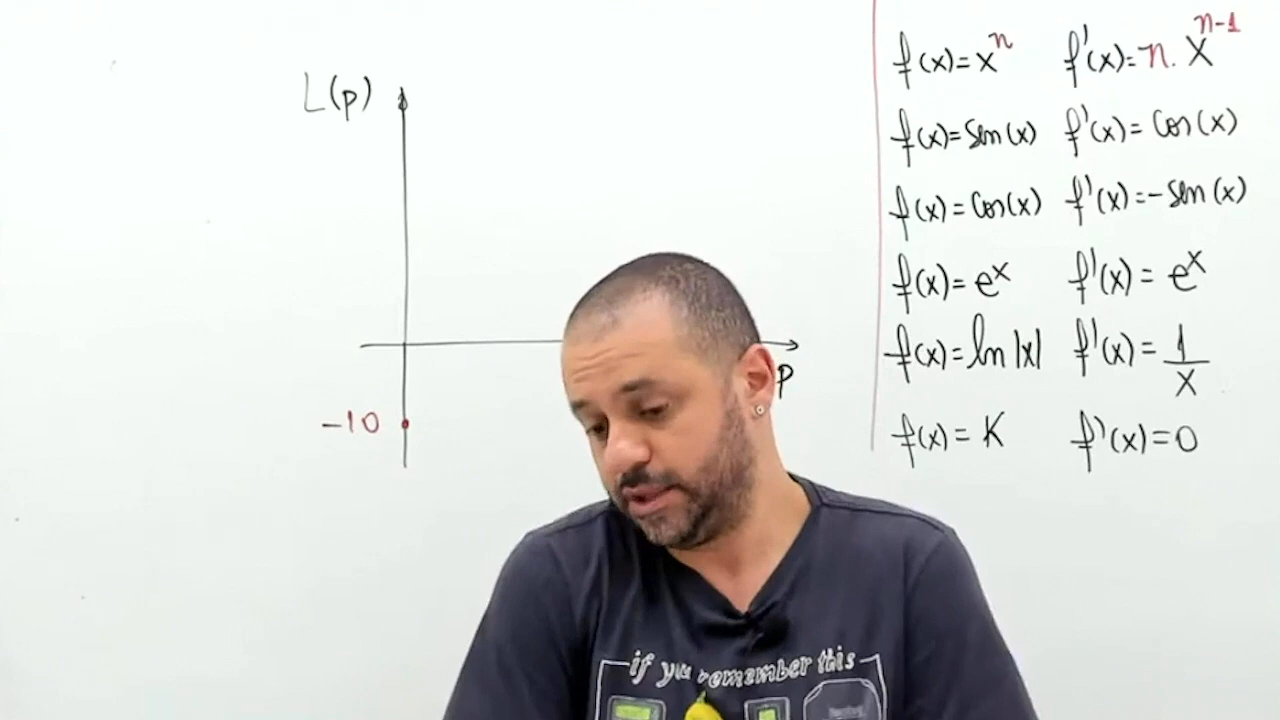 L(p)
p
-10
f(x)=x^n f'(x)=n.x^{n-1}
f(x)=Sen(x) f'(x)=Cos(x)
f(x)=Cos(x) f'(x)=-Sen(x)
f(x)=e^x f'(x)=e^x
f(x)=ln|x| f'(x)=1/x
f(x)=K f'(x)=0
if you remember this